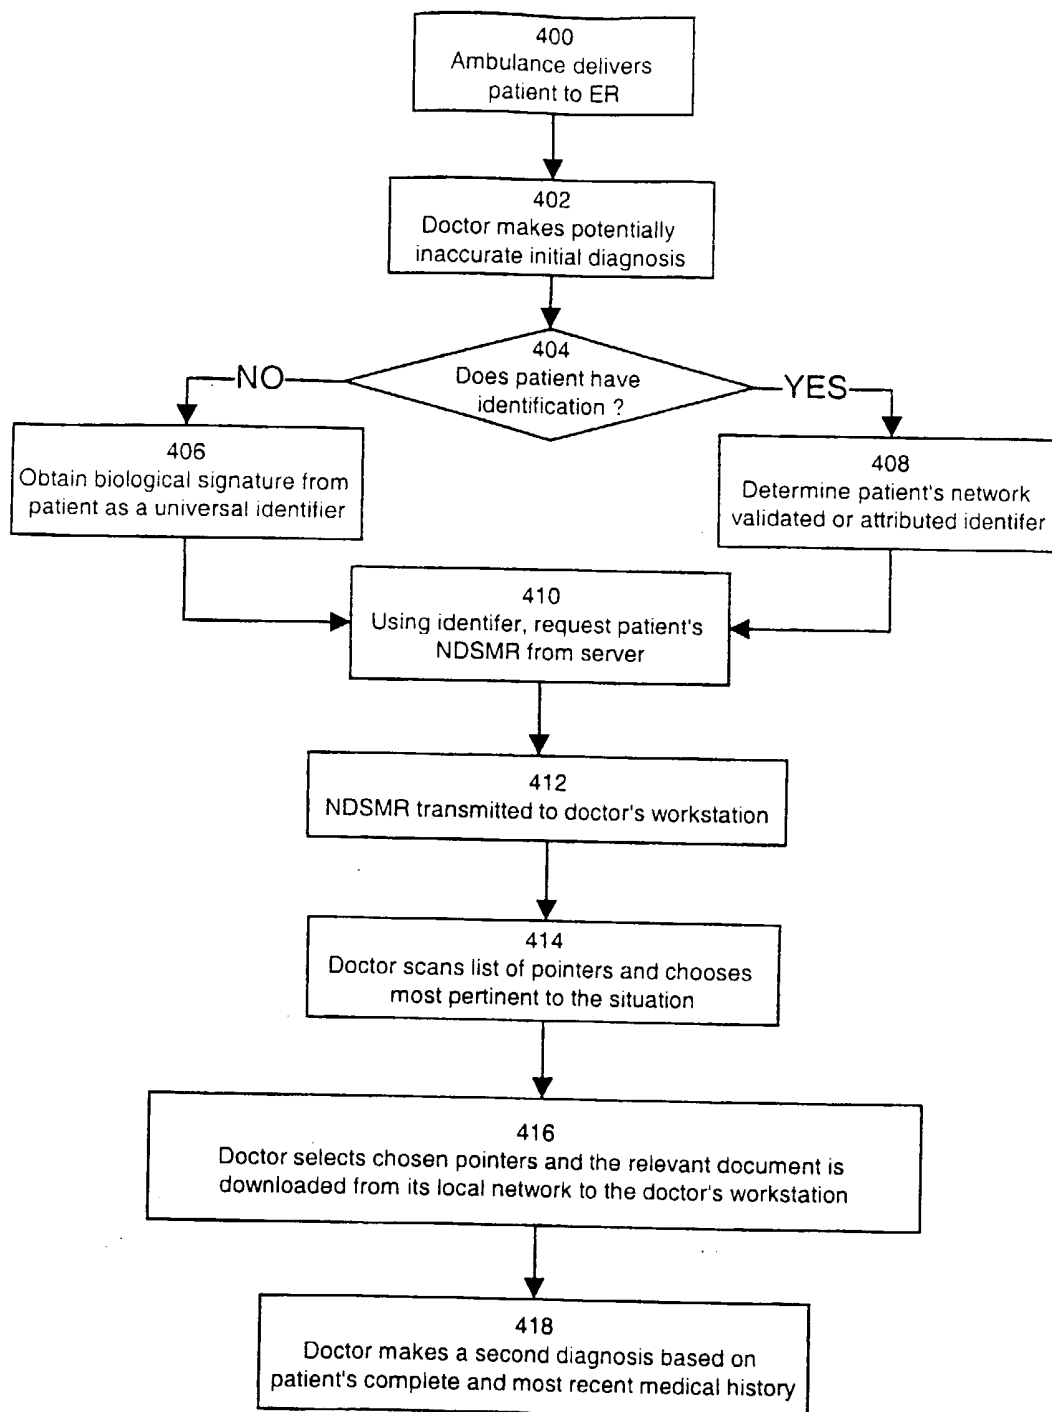 400
Ambulance delivers
patient to ER
402
Doctor makes potentially
inaccurate initial diagnosis
404
Does patient have
identification ?
NO
YES
406
Obtain biological signature from
patient as a universal identifier
408
Determine patient's network
validated or attributed identifer
410
Using identifer, request patient's
NDSMR from server
412
NDSMR transmitted to doctor's workstation
414
Doctor scans list of pointers and chooses
most pertinent to the situation
416
Doctor selects chosen pointers and the relevant document is
downloaded from its local network to the doctor's workstation
418
Doctor makes a second diagnosis based on
patient's complete and most recent medical history